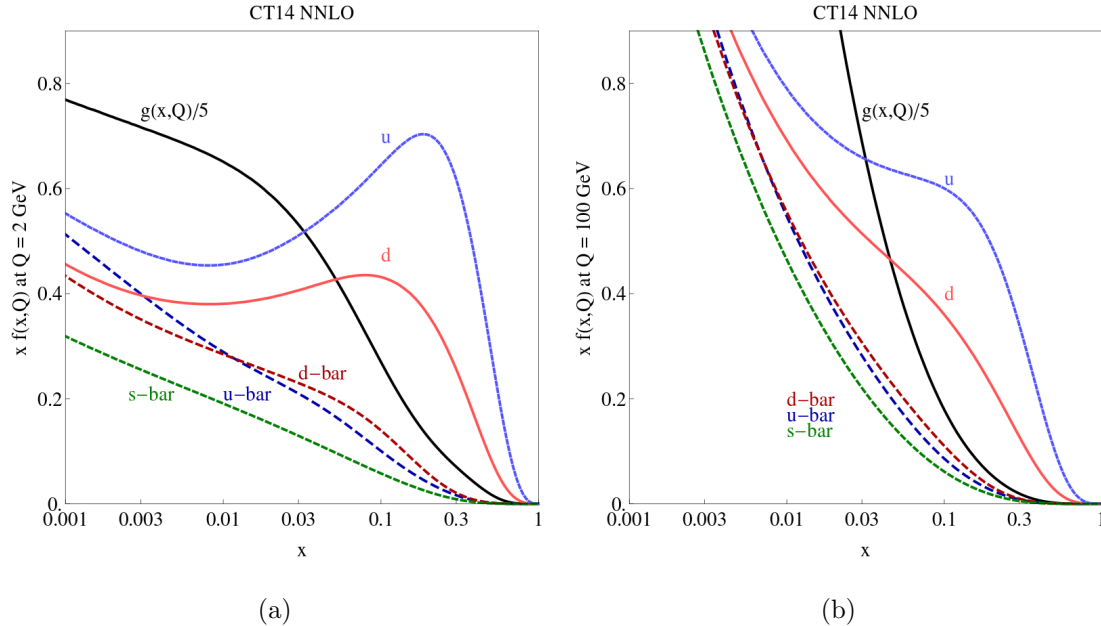 CT14 NNLO
x f(x,Q) at Q = 2 GeV
0.8
0.6
0.4
0.2
0.
g(x,Q)/5
u
d
d−bar
s−bar
u−bar
0.001
0.003
0.01
0.03
0.1
0.3
1
x
(a)
CT14 NNLO
x f(x,Q) at Q = 100 GeV
0.8
0.6
0.4
0.2
0.
g(x,Q)/5
u
d
d−bar
u−bar
s−bar
0.001
0.003
0.01
0.03
0.1
0.3
1
x
(b)